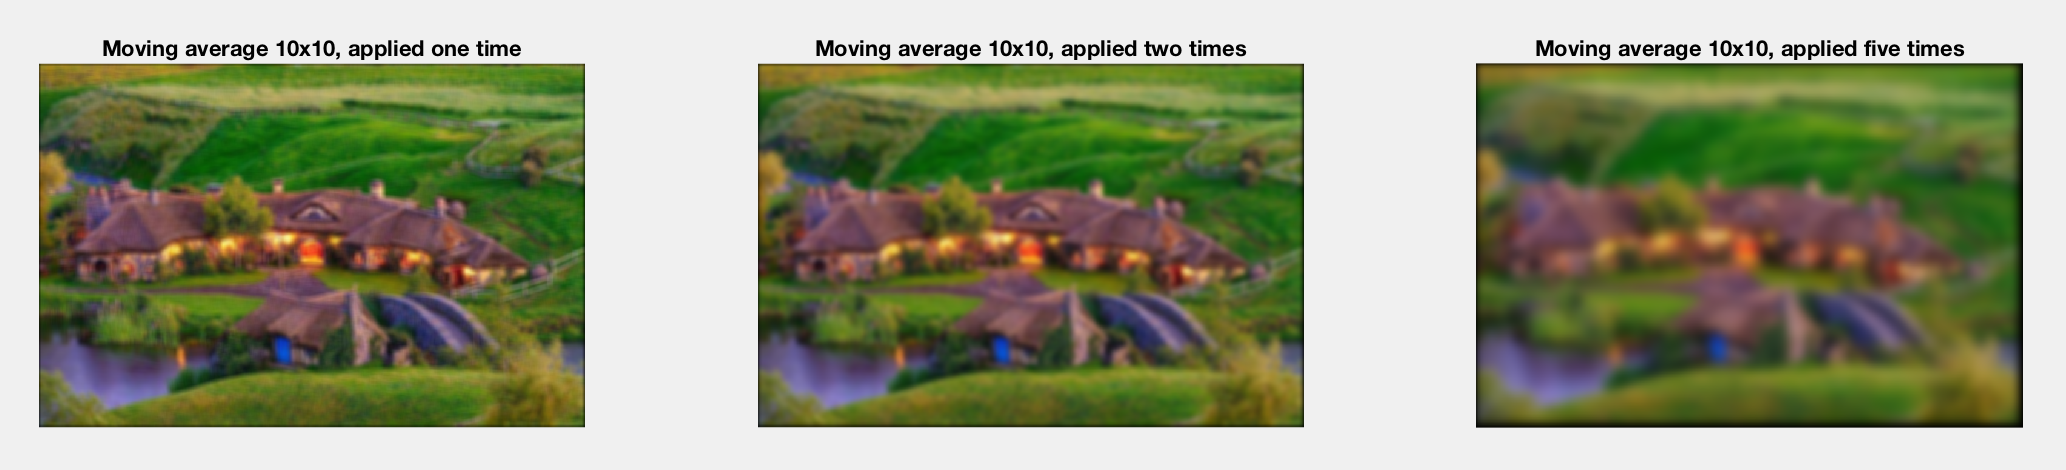 Moving average 10x10, applied one time
Moving average 10x10, applied two times
Moving average 10x10, applied five times